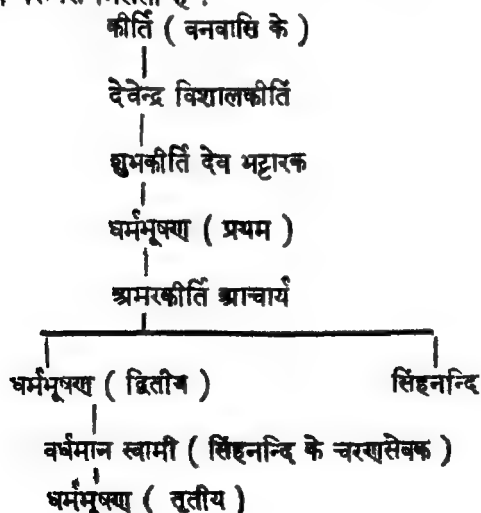 कीर्ति ( वनवासि के )
देवेन्द्र विशालकीर्ति
शुभकीर्ति देव भट्टारक
धर्मभूषण ( प्रथम )
अमरकीर्ति आचार्य
धर्मभूषण ( द्वितीय ) सिंहनन्दि
वर्धमान स्वामी ( सिंहनन्दि के चरणसेवक )
धर्मभूषण ( तृतीय )